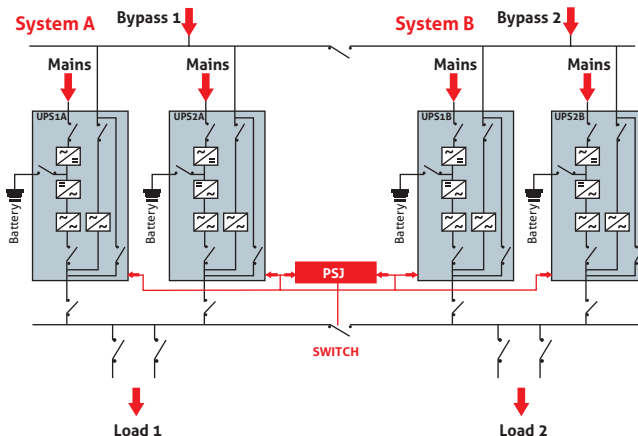 System A
Bypass 1
System B
Bypass 2
Mains
Mains
Mains
Mains
UPS1A
UPS2A
UPS1B
UPS2B
Battery
Battery
Battery
Battery
PSJ
SWITCH
Load 1
Load 2